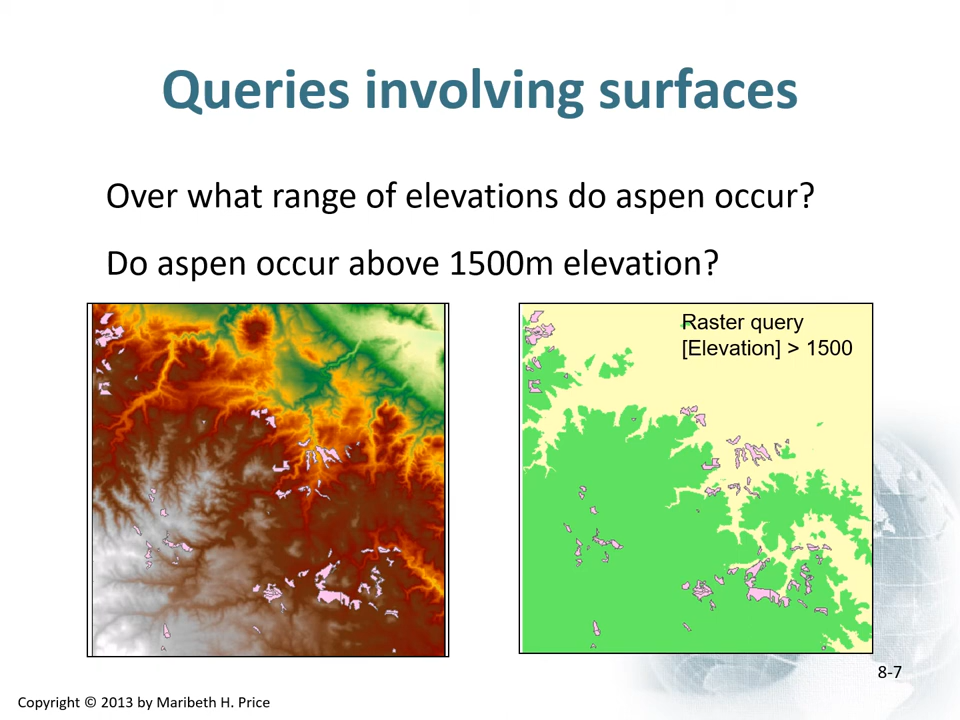 Queries involving surfaces
Over what range of elevations do aspen occur?
Do aspen occur above 1500m elevation?
Raster query
[Elevation] > 1500
8-7
Copyright © 2013 by Maribeth H. Price